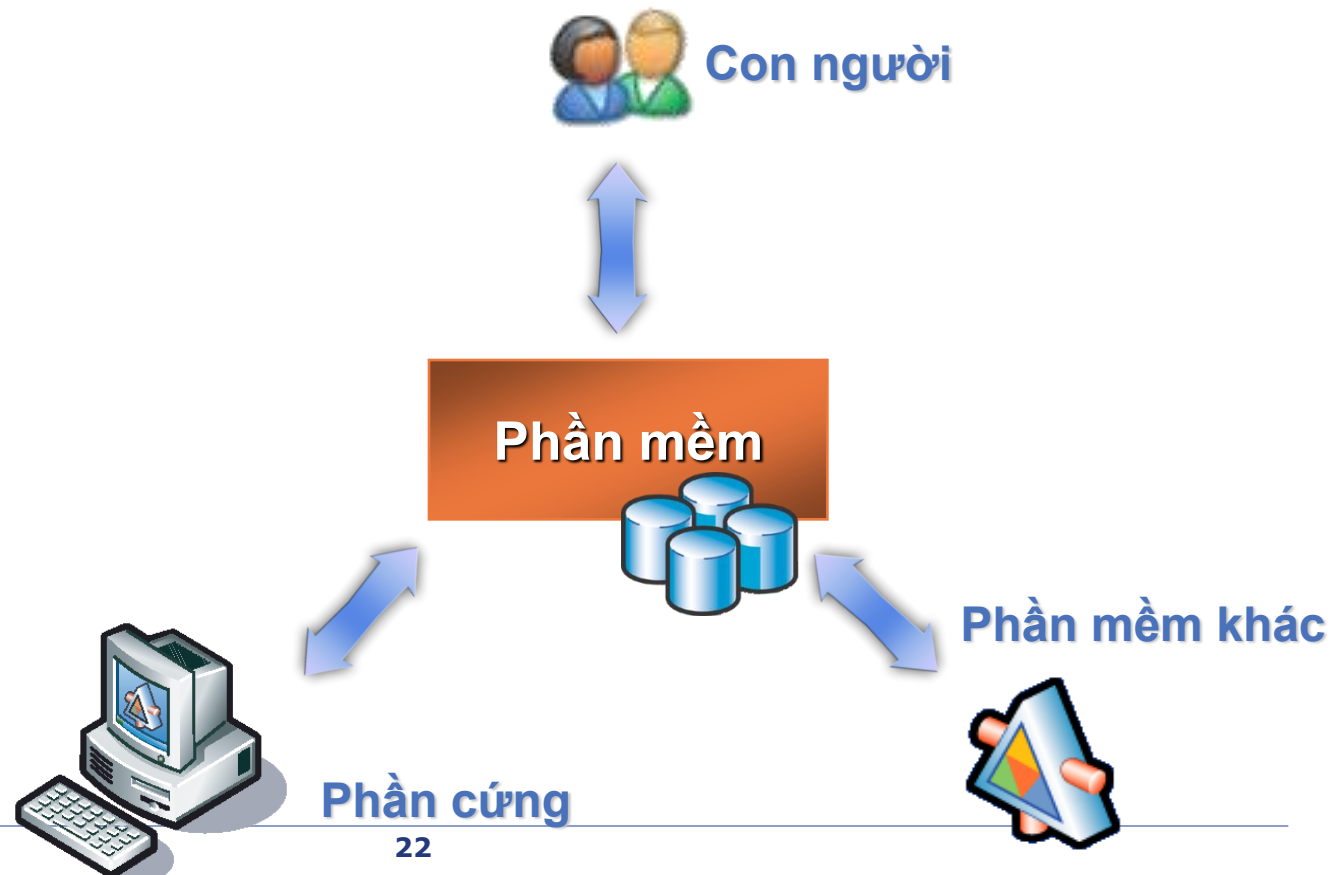 Con người
Phần mềm
Phần mềm khác
Phần cứng
22